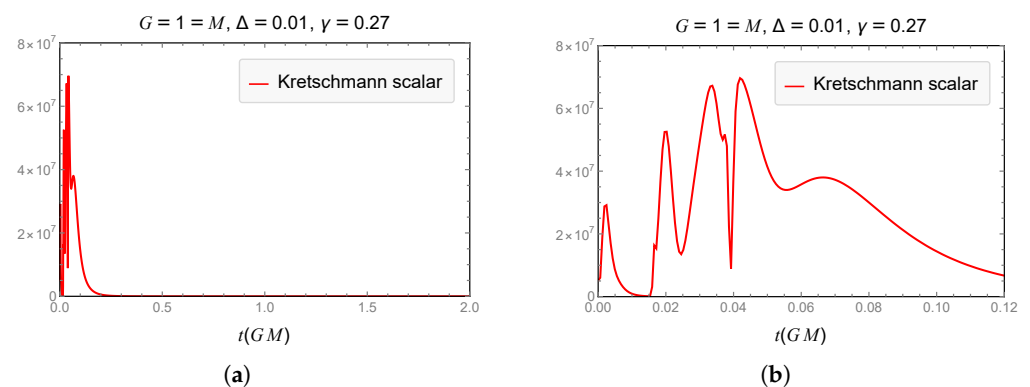 G = 1 = M, Δ = 0.01, γ = 0.27
8×10⁷
6×10⁷
4×10⁷
2×10⁷
0
Kretschmann scalar
0.0 0.5 1.0 1.5 2.0
t(G M)
(a)
G = 1 = M, Δ = 0.01, γ = 0.27
8×10⁷
6×10⁷
4×10⁷
2×10⁷
0
Kretschmann scalar
0.00 0.02 0.04 0.06 0.08 0.10 0.12
t(G M)
(b)